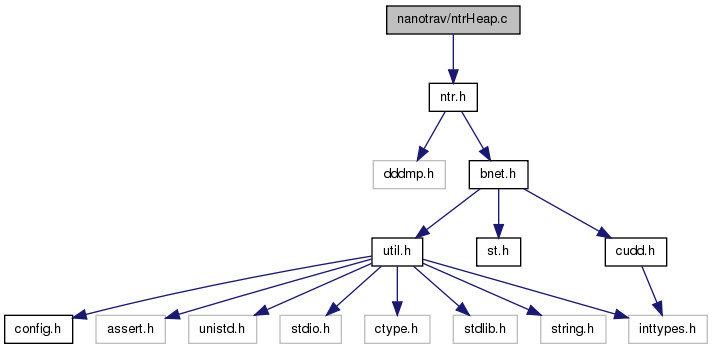 nanotrav/ntrHeap.c
ntr.h
dddmp.h
bnet.h
util.h
st.h
cudd.h
config.h
assert.h
unistd.h
stdio.h
ctype.h
stdlib.h
string.h
inttypes.h